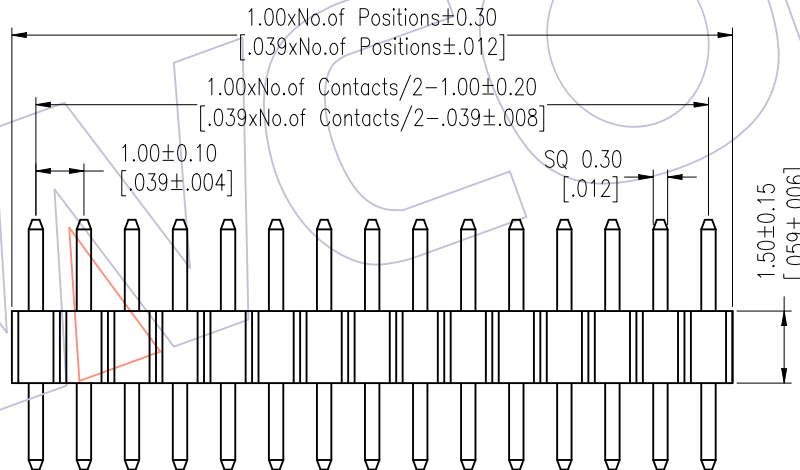 1.00xNo.of Positions±0.30
[.039xNo.of Positions±.012]
1.00xNo.of Contacts/2-1.00±0.20
[.039xNo.of Contacts/2-.039±.008]
1.00±0.10
[.039±.004]
SQ 0.30
[.012]
1.50±0.15
[.059±.006]